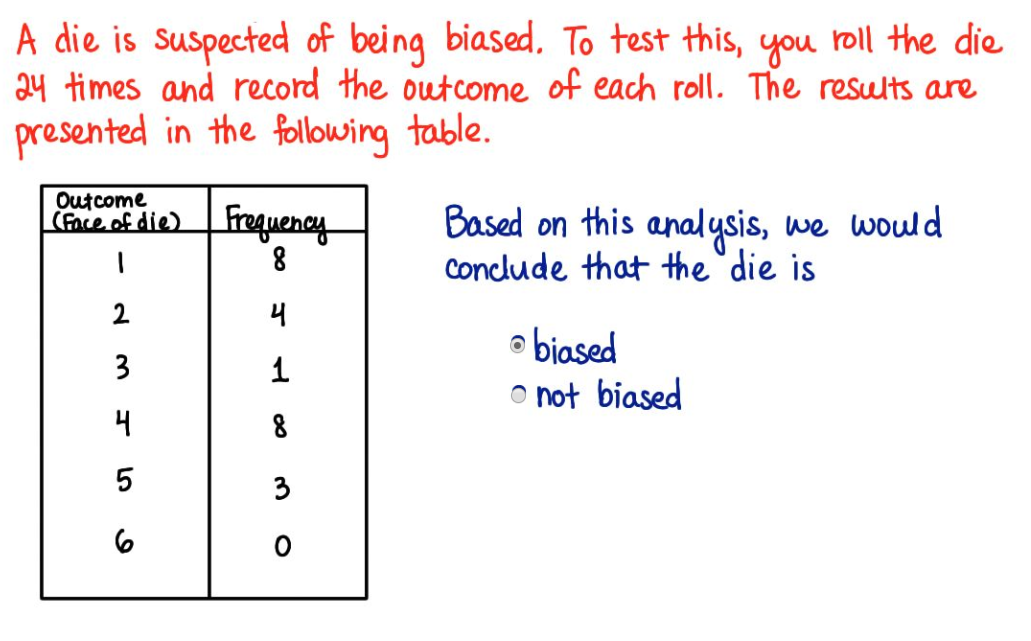 A die is suspected of being biased. To test this, you roll the die
24 times and record the outcome of each roll. The results are
presented in the following table.
Outcome
(Face of die) Frequency
1 8
2 4
3 1
4 8
5 3
6 0
Based on this analysis, we would
conclude that the die is
biased
not biased